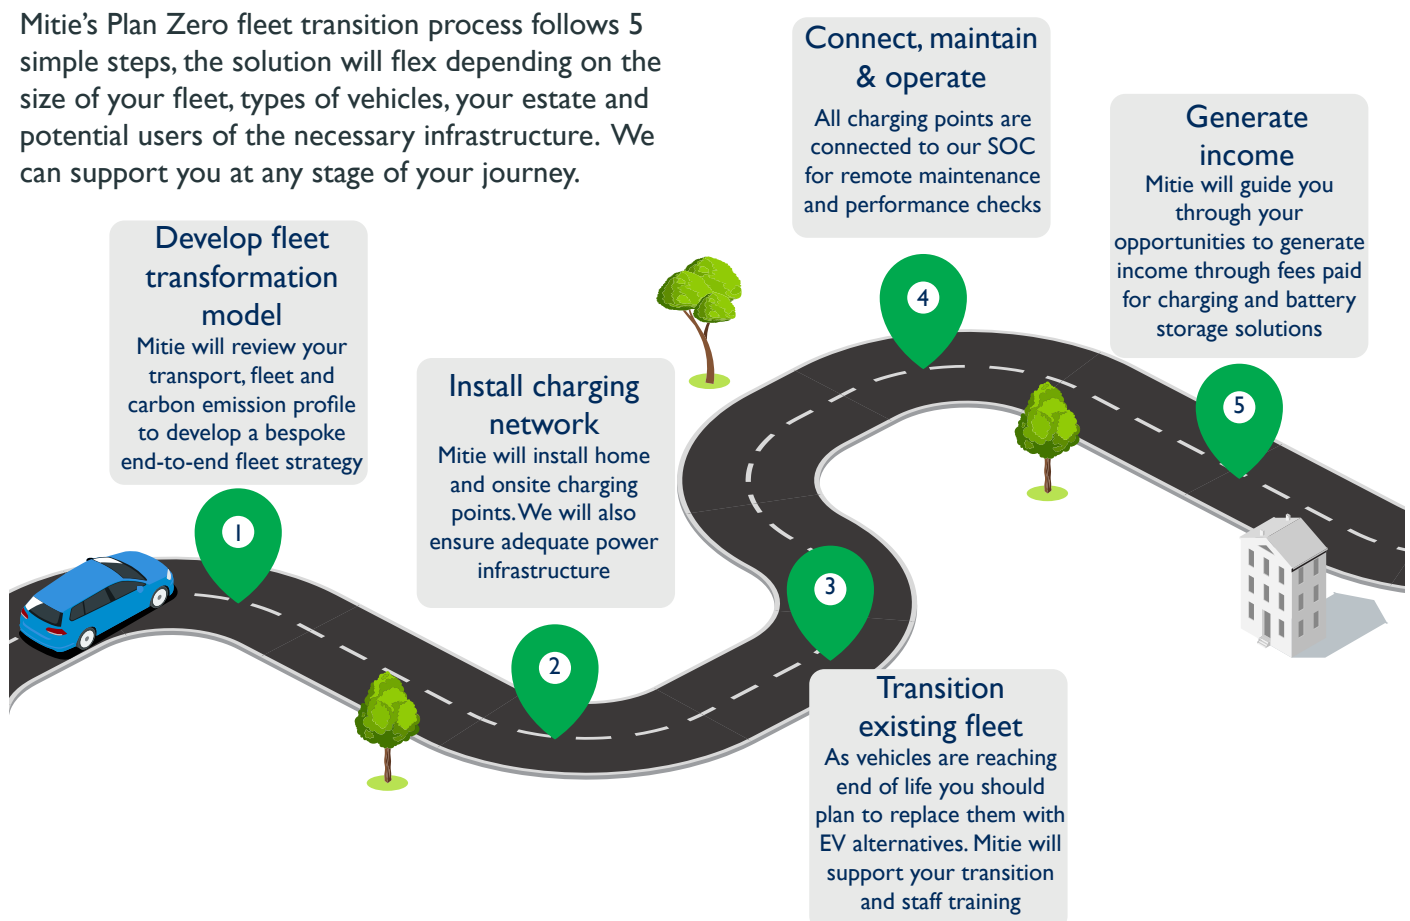 Mitie’s Plan Zero fleet transition process follows 5
simple steps, the solution will flex depending on the
size of your fleet, types of vehicles, your estate and
potential users of the necessary infrastructure. We
can support you at any stage of your journey.
Develop fleet
transformation
model
Mitie will review your
transport, fleet and
carbon emission profile
to develop a bespoke
end-to-end fleet strategy
1
Install charging
network
Mitie will install home
and onsite charging
points. We will also
ensure adequate power
infrastructure
2
3
Transition
existing fleet
As vehicles are reaching
end of life you should
plan to replace them with
EV alternatives. Mitie will
support your transition
and staff training
Connect, maintain
& operate
All charging points are
connected to our SOC
for remote maintenance
and performance checks
4
Generate
income
Mitie will guide you
through your
opportunities to generate
income through fees paid
for charging and battery
storage solutions
5